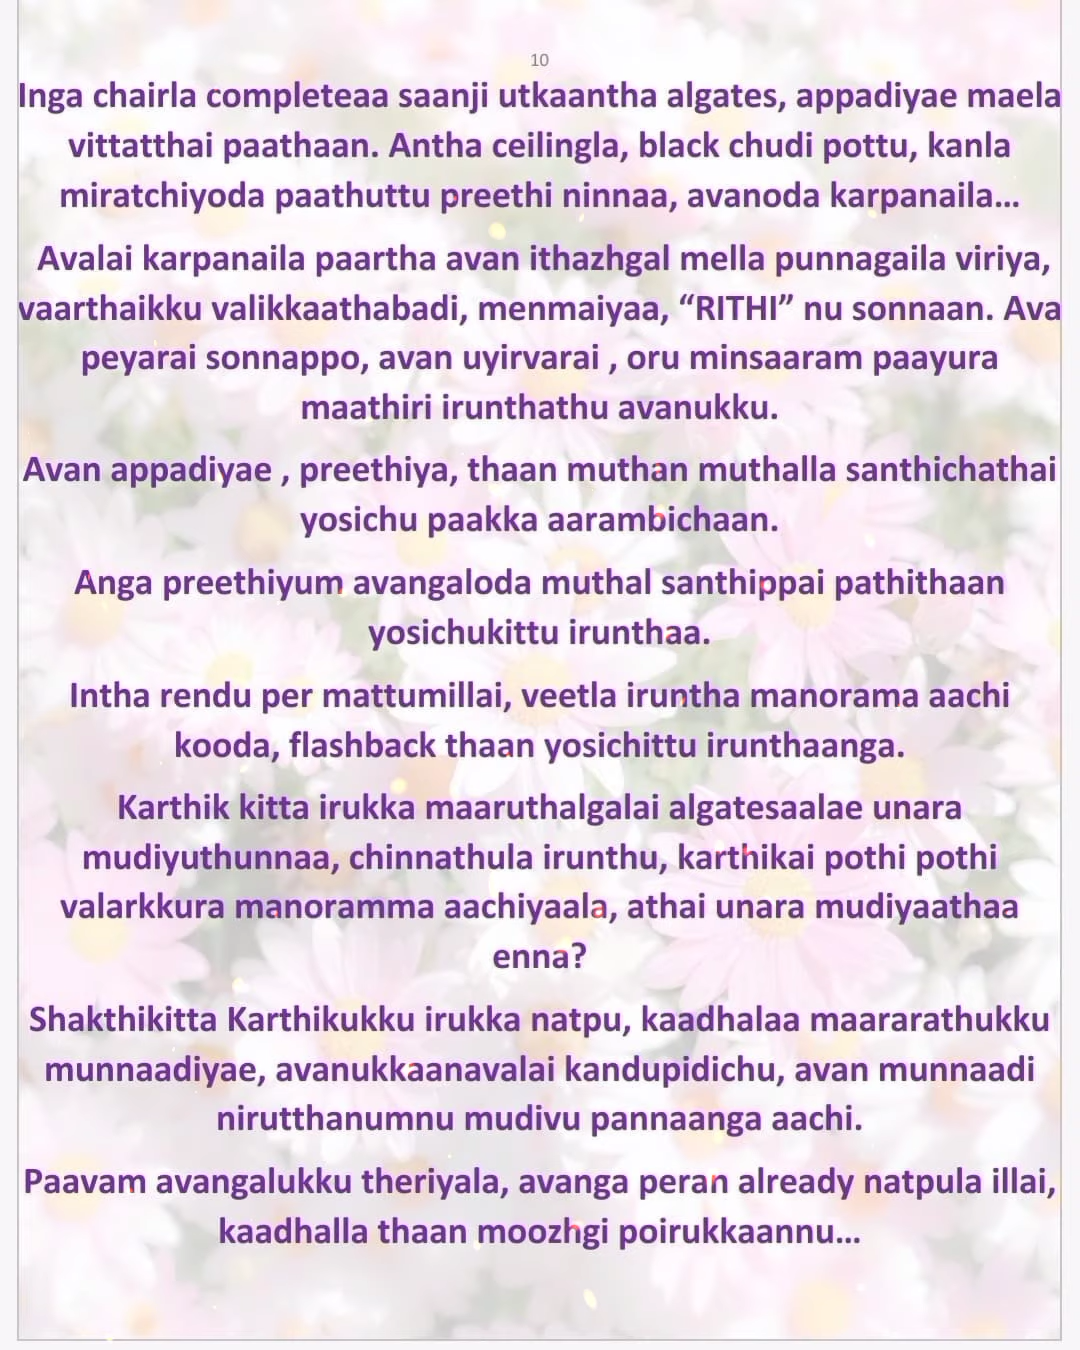 10
Inga chairla completeaa saanji utkaantha algates, appadiyae maela
vittatthai paathaan. Antha ceilingla, black chudi pottu, kanla
miratchiyoda paathuttu preethi ninnaa, avanoda karpanaila...
Avalai karpanaila paartha avan ithazhgal mella punnagaila viriya,
vaarthaikku valikkaathabadi, menmaiyaa, “RITHI” nu sonnaan. Ava
peyarai sonnappo, avan uyirvarai , oru minsaaram paayura
maathiri irunthathu avanukku.
Avan appadiyae , preethiya, thaan muthan muthalla santhichathai
yosichu paakka aarambichaan.
Anga preethiyum avangaloda muthal santhippai pathithaan
yosichukittu irunthaa.
Intha rendu per mattumillai, veetla iruntha manorama aachi
kooda, flashback thaan yosichittu irunthaanga.
Karthik kitta irukka maaruthalgalai algatesaalae unara
mudiyuthunnaa, chinnathula irunthu, karthikai pothi pothi
valarkkura manoramma aachiyaala, athai unara mudiyaathaa
enna?
Shakthikitta Karthikukku irukka natpu, kaadhalaa maararathukku
munnaadiyae, avanukkaanavalai kandupidichu, avan munnaadi
nirutthanumnu mudivu pannaanga aachi.
Paavam avangalukku theriyala, avanga peran already natpula illai,
kaadhalla thaan moozhgi poirukkaannu...